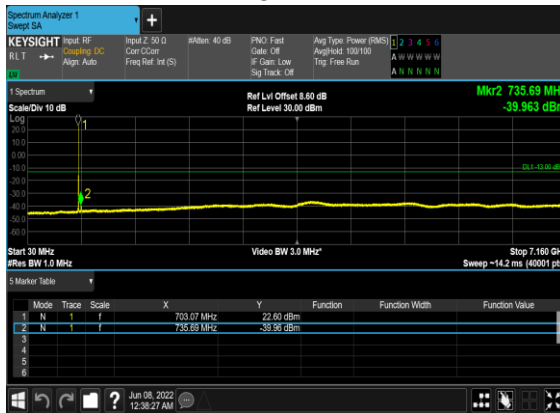 Spectrum Analyzer 1
Swept SA
KEYSIGHT Input: RF Input Z: 50 Ω #Atten: 40 dB PNO: Fast Avg Type: Power (RMS) 1 2 3 4 5 6
RLT Coupling: DC Corr CCorr Gate: Off Avg|Hold: 100/100 A W W W W W
Align: Auto Freq Ref: Int (S) IF Gain: Low Trig: Free Run
Sig Track: Off A N N N N N
1 Spectrum Mkr2 735.69 MH
Scale/Div 10 dB Ref Lvl Offset 8.60 dB -39.963 dBr
Ref Level 30.00 dBm
Log
20.0 1
10.0
0.00
-10.0 DL1 -13.00 dB
-20.0
-30.0 2
-40.0
-50.0
-60.0
Start 30 MHz Video BW 3.0 MHz* Stop 7.160 GH
#Res BW 1.0 MHz Sweep ~14.2 ms (40001 pts
5 Marker Table
Mode Trace Scale X Y Function Function Width Function Value
1 N 1 f 703.07 MHz 22.60 dBm
2 N 1 f 735.69 MHz -39.96 dBm
3
4
5
6
? Jun 08, 2022
12:38:27 AM